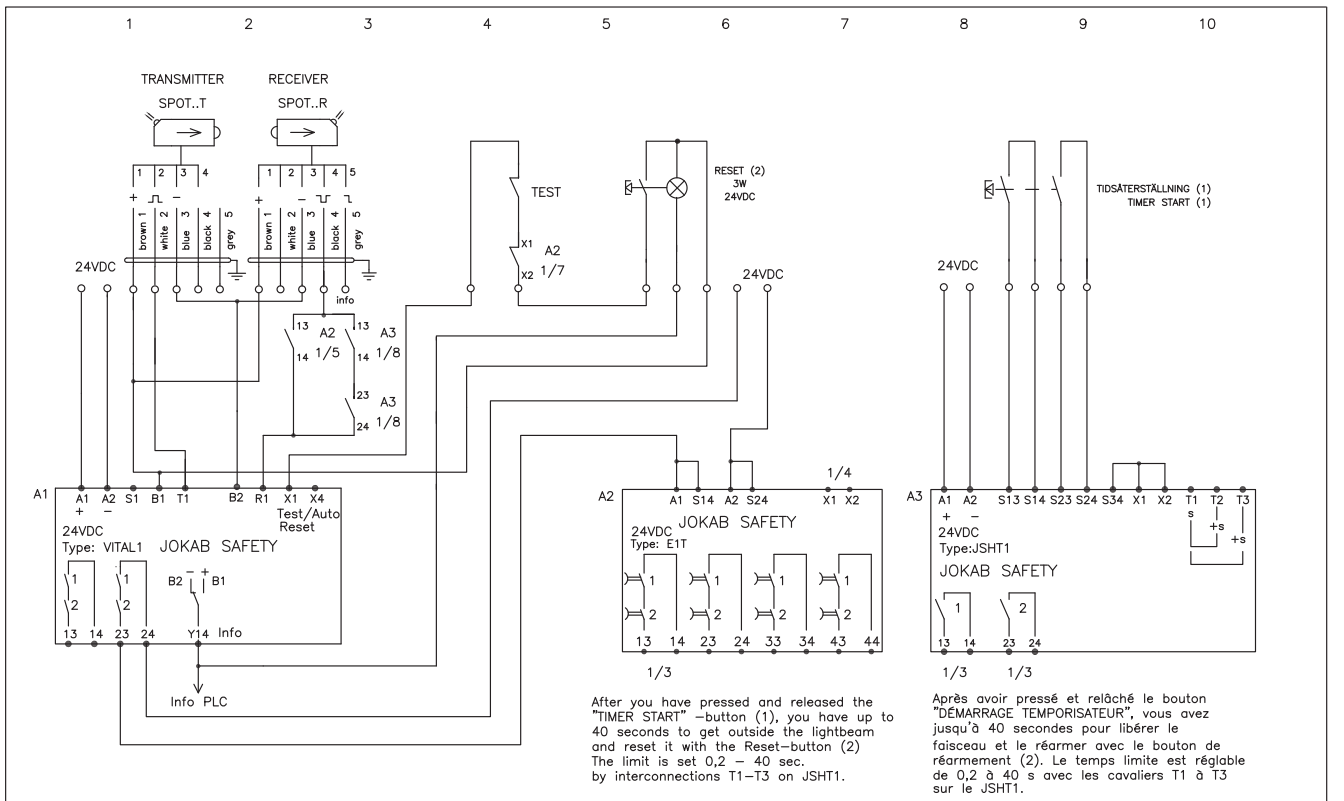 1 2 3 4 5 6 7 8 9 10
TRANSMITTER RECEIVER
SPOT..T SPOT..R
1 2 3 4
1 2 3 4 5
+ −
+ −
brown 1
white 2
blue 3
black 4
grey 5
brown 1
white 2
blue 3
black 4
grey 5
24VDC
info
13
14
A2
1/5
13
14
A3
1/8
23
24
A3
1/8
TEST
X1
X2
A2
1/7
RESET (2)
3W
24VDC
24VDC
24VDC
TIDSÅTERSTÄLLNING (1)
TIMER START (1)
A1
A1 A2 S1 B1 T1 B2 R1 X1 X4
+ −
Test/Auto
Reset
24VDC
Type: VITAL1 JOKAB SAFETY
1 1
2 2
B2 − + B1
13 14 23 24 Y14 Info
Info PLC
A2
1/4
A1 S14 A2 S24 X1 X2
JOKAB SAFETY
24VDC
Type: E1T
1 1 1 1
2 2 2 2
13 14 23 24 33 34 43 44
1/3
After you have pressed and released the
"TIMER START" −button (1), you have up to
40 seconds to get outside the lightbeam
and reset it with the Reset−button (2)
The limit is set 0,2 − 40 sec.
by interconnections T1−T3 on JSHT1.
A3
A1 A2 S13 S14 S23 S24 S34 X1 X2 T1 T2 T3
+ −
s +s +s
24VDC
Type:JSHT1
JOKAB SAFETY
1 2
13 14 23 24
1/3 1/3
Après avoir pressé et relâché le bouton
"DÉMARRAGE TEMPORISATEUR", vous avez
jusqu'à 40 secondes pour libérer le
faisceau et le réarmer avec le bouton de
réarmement (2). Le temps limite est réglable
de 0,2 à 40 s avec les cavaliers T1 à T3
sur le JSHT1.